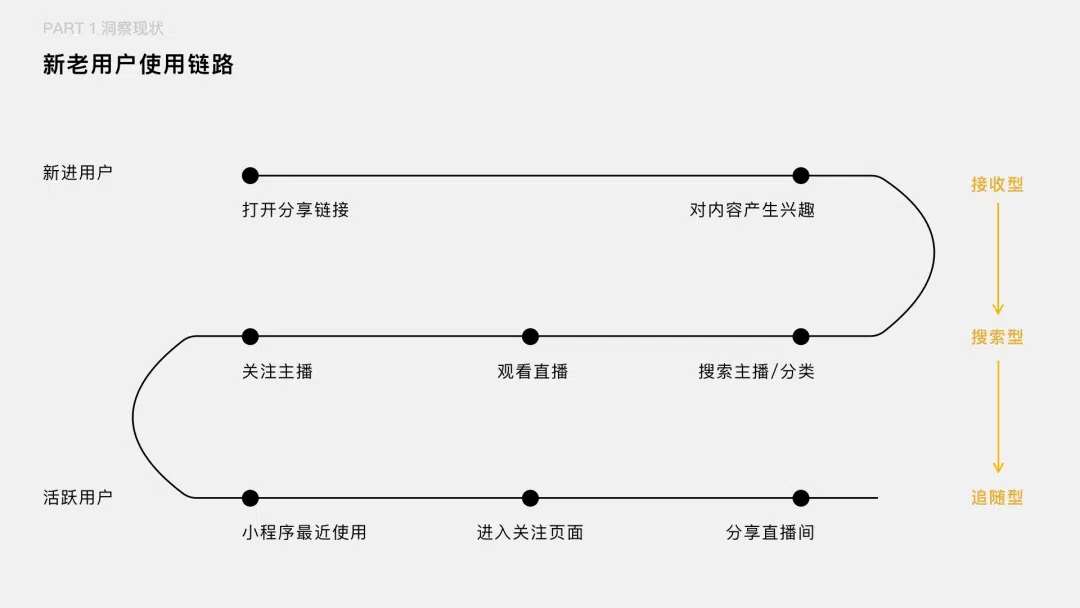 PART 1 洞察现状
新老用户使用链路
新进用户
打开分享链接
对内容产生兴趣
接收型
关注主播
观看直播
搜索主播/分类
搜索型
活跃用户
小程序最近使用
进入关注页面
分享直播间
追随型